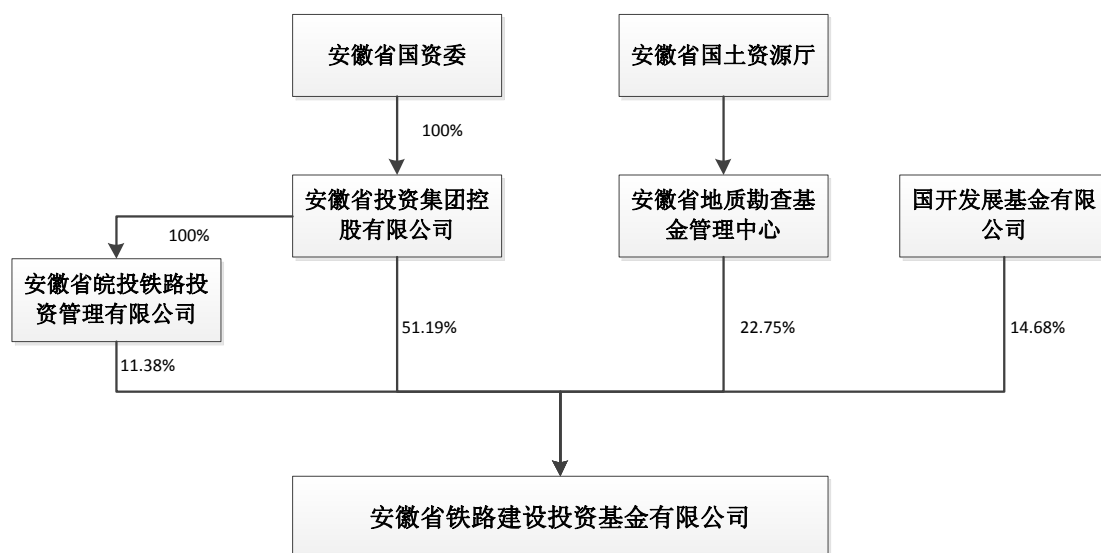 安徽省国资委
安徽省国土资源厅
100%
安徽省投资集团控
股有限公司
安徽省地质勘查基
金管理中心
国开发展基金有限
公司
100%
安徽省皖投铁路投
资管理有限公司
51.19%
22.75%
14.68%
11.38%
安徽省铁路建设投资基金有限公司